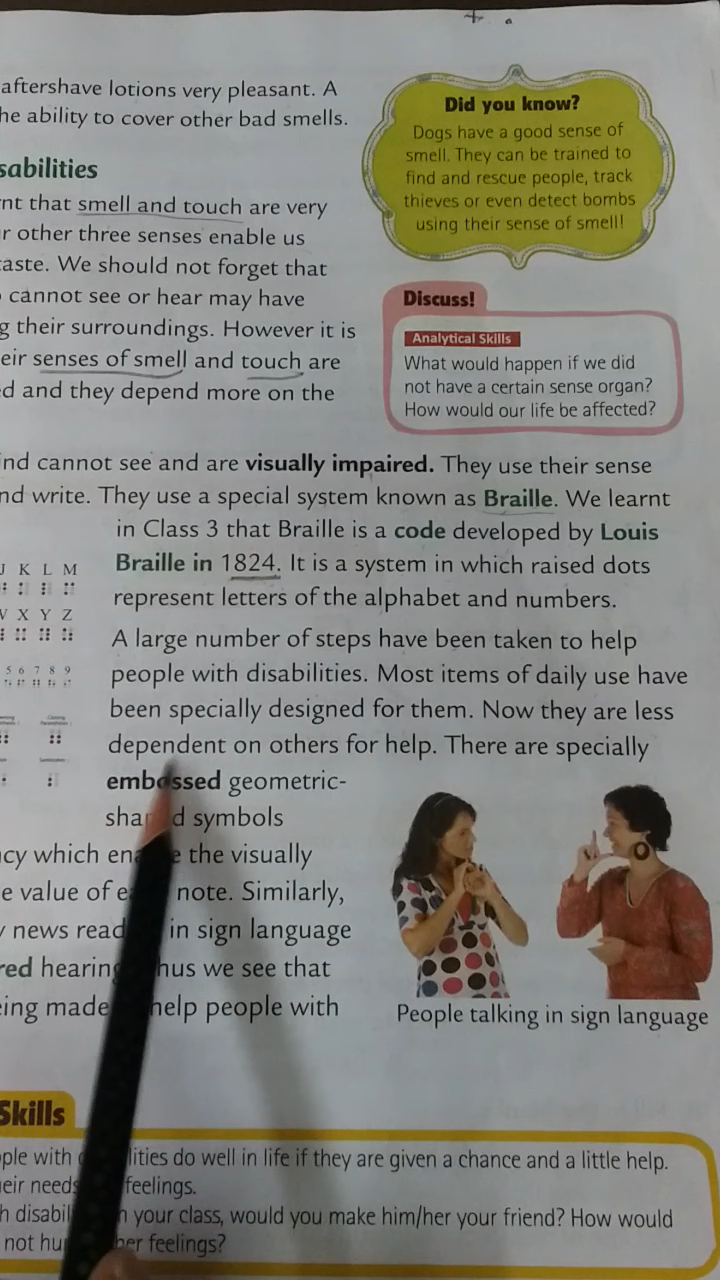 aftershave lotions very pleasant. A
he ability to cover other bad smells.
Did you know?
Dogs have a good sense of
smell. They can be trained to
find and rescue people, track
thieves or even detect bombs
using their sense of smell!
sabilities
rnt that smell and touch are very
r other three senses enable us
taste. We should not forget that
cannot see or hear may have
g their surroundings. However it is
eir senses of smell and touch are
ed and they depend more on the
Discuss!
Analytical Skills
What would happen if we did
not have a certain sense organ?
How would our life be affected?
ind cannot see and are visually impaired. They use their sense
nd write. They use a special system known as Braille. We learnt
in Class 3 that Braille is a code developed by Louis
Braille in 1824. It is a system in which raised dots
represent letters of the alphabet and numbers.
J K L M
V X Y Z
5 6 7 8 9
A large number of steps have been taken to help
people with disabilities. Most items of daily use have
been specially designed for them. Now they are less
dependent on others for help. There are specially
embossed geometric-
symbols
cy which the visually
e value of note. Similarly,
news in sign language
red hearing. Thus we see that
ing made help people with
People talking in sign language
Skills
ple with lities do well in life if they are given a chance and a little help.
eir needs feelings.
h your class, would you make him/her your friend? How would
not her feelings?